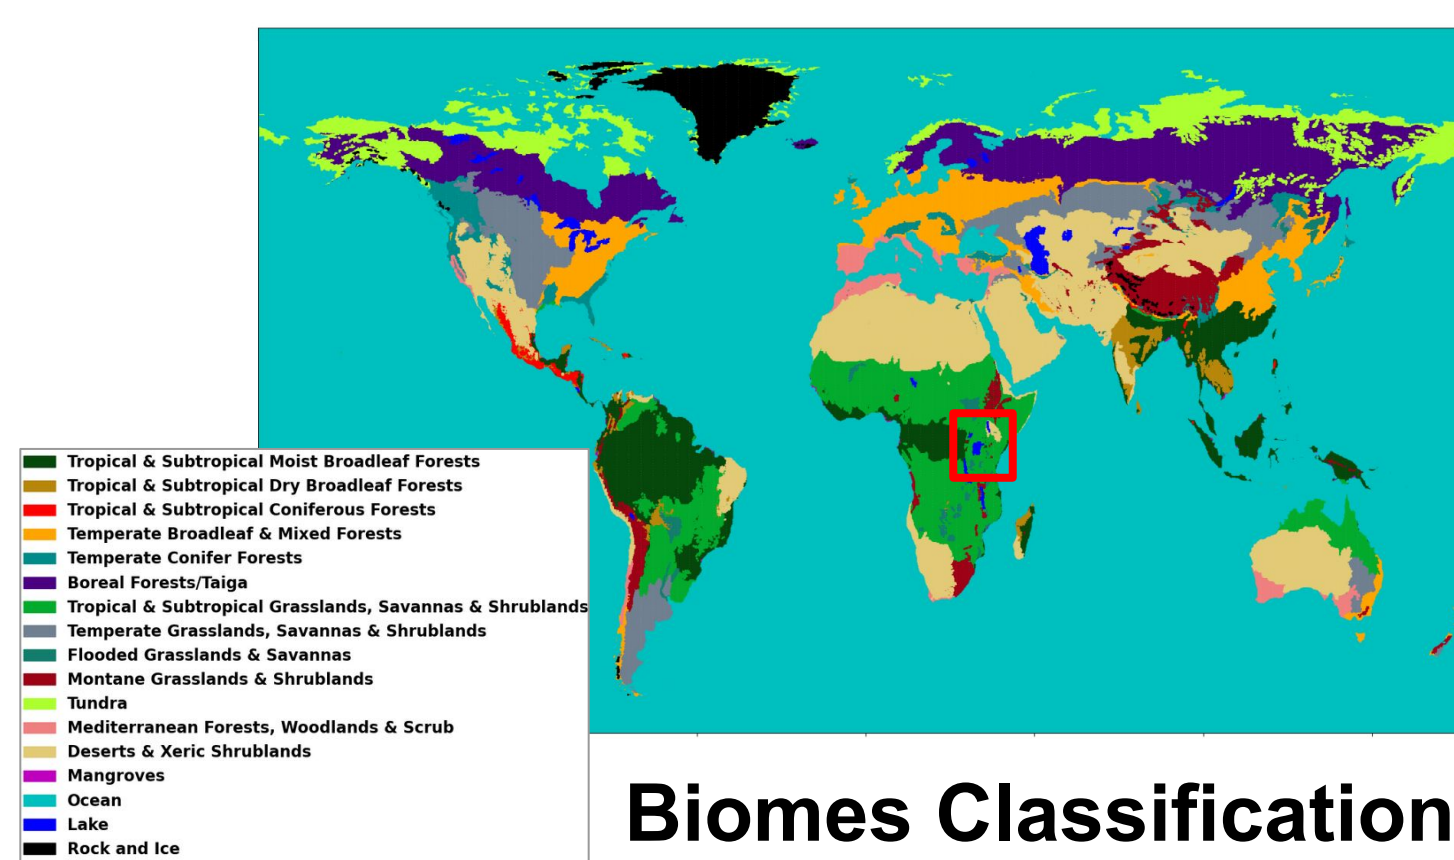 Tropical & Subtropical Moist Broadleaf Forests
Tropical & Subtropical Dry Broadleaf Forests
Tropical & Subtropical Coniferous Forests
Temperate Broadleaf & Mixed Forests
Temperate Conifer Forests
Boreal Forests/Taiga
Tropical & Subtropical Grasslands, Savannas & Shrublands
Temperate Grasslands, Savannas & Shrublands
Flooded Grasslands & Savannas
Montane Grasslands & Shrublands
Tundra
Mediterranean Forests, Woodlands & Scrub
Deserts & Xeric Shrublands
Mangroves
Ocean
Lake
Rock and Ice
Biomes Classification